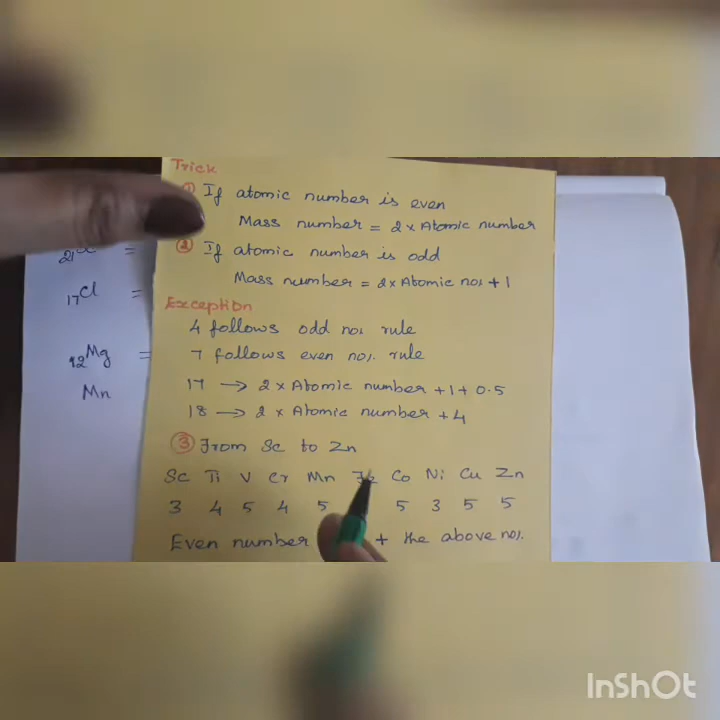 Trick
① If atomic number is even
Mass number = 2 x Atomic number
② If atomic number is odd
Mass number = 2 x Atomic no. + 1
Exception
4 follows odd no. rule
7 follows even no. rule
17 → 2 x Atomic number + 1 + 0.5
18 → 2 x Atomic number + 4
③ From Sc to Zn
Sc Ti V Cr Mn Co Ni Cu Zn
3 4 5 4 5 5 3 5 5
Even number + the above no.
17Cl =
12Mg =
Mn
InShOt